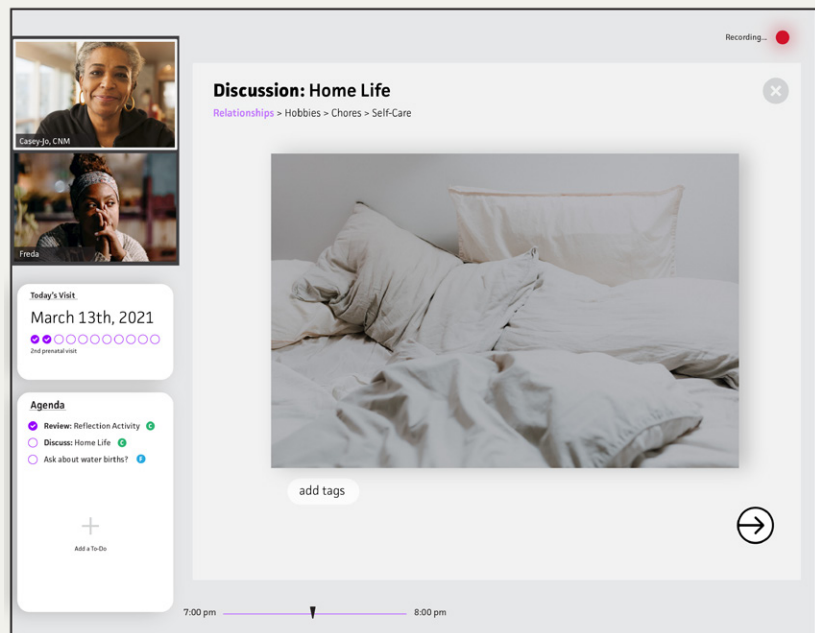 Recording...
Casey-Jo, CNM
Freda
Today's Visit
March 13th, 2021
2nd prenatal visit
Agenda
Review: Reflection Activity C
Discuss: Home Life C
Ask about water births? F
Add a To-Do
Discussion: Home Life
Relationships > Hobbies > Chores > Self-Care
add tags
7:00 pm 8:00 pm